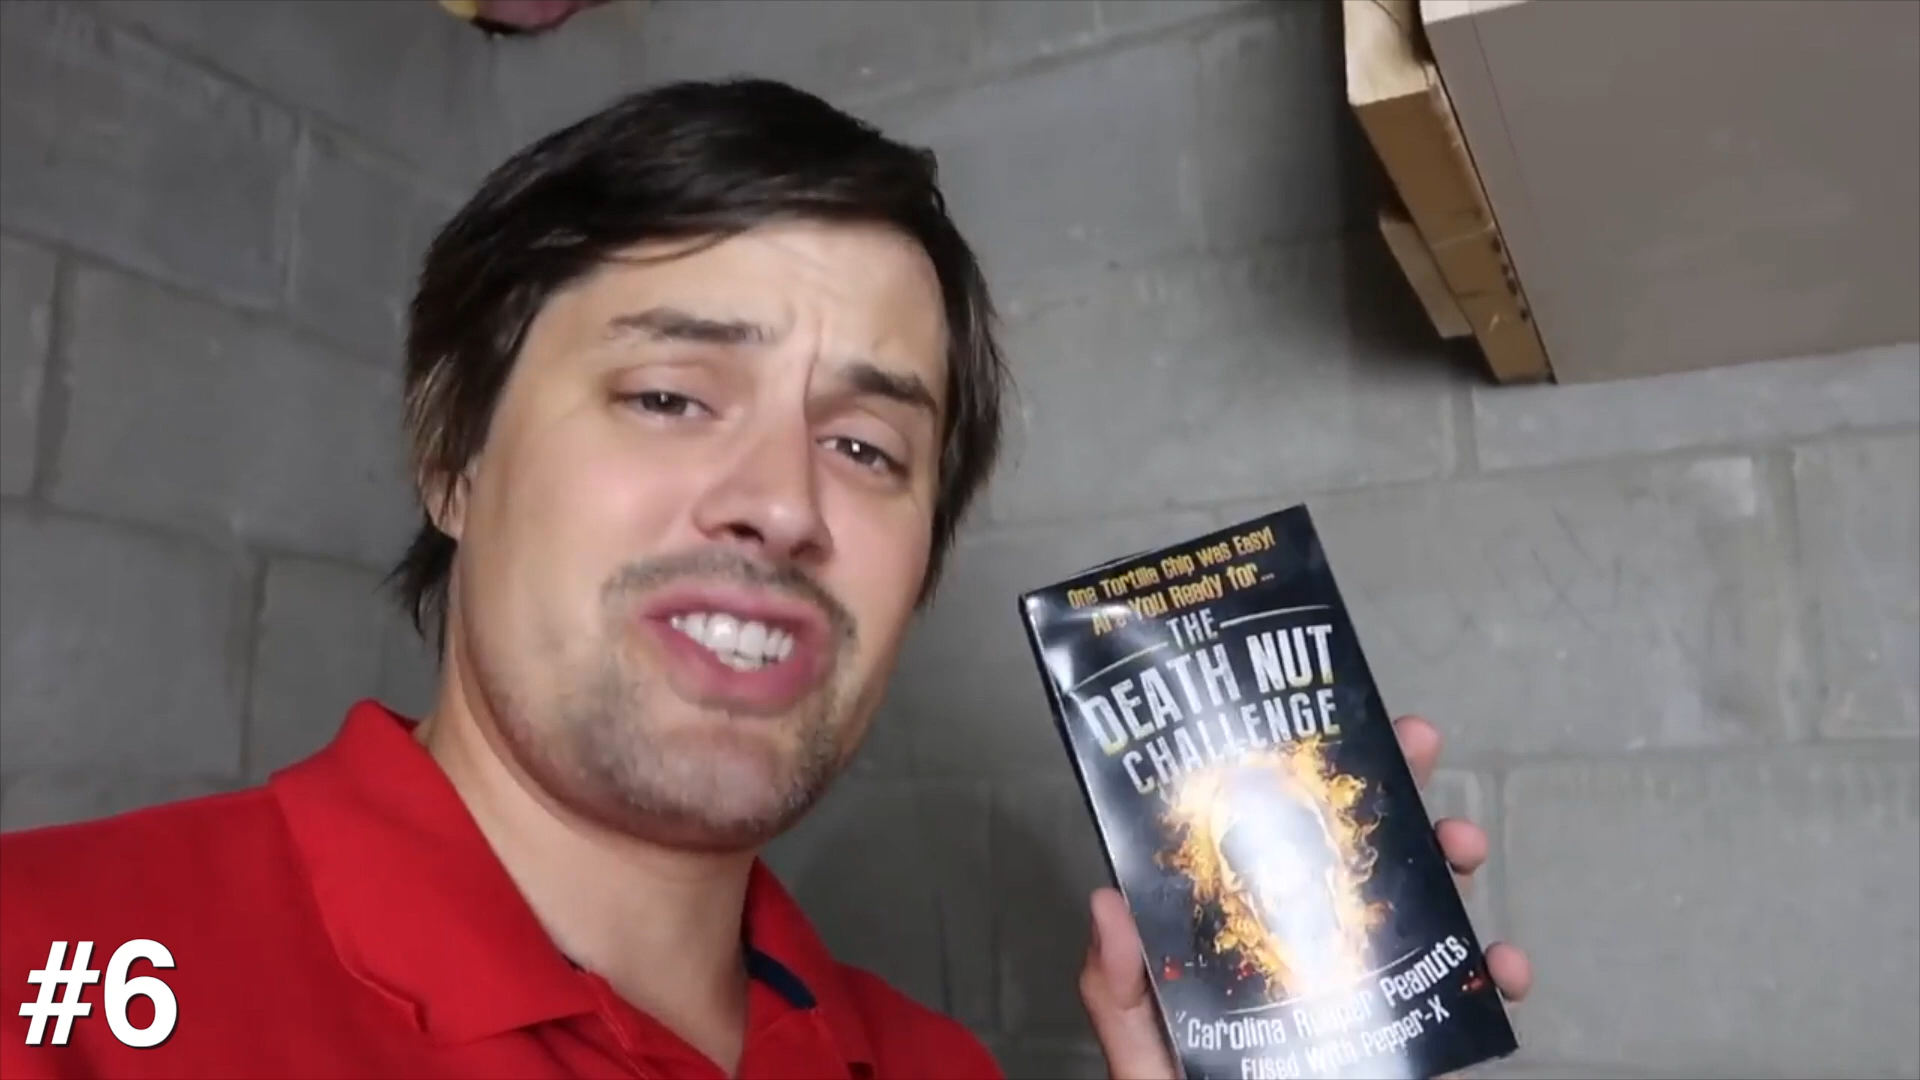 One Tortilla Chip Was Easy!
Are You Ready for...
THE
DEATH NUT
CHALLENGE
Carolina Reaper Peanuts
Fused With Pepper-X
#6